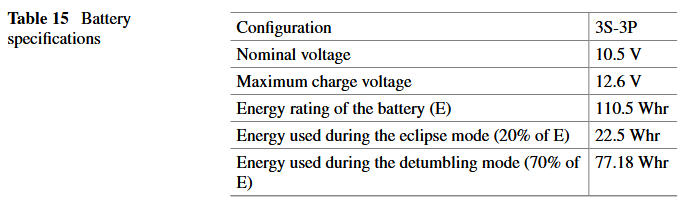 Table 15 Battery
specifications
Configuration 3S-3P
Nominal voltage 10.5 V
Maximum charge voltage 12.6 V
Energy rating of the battery (E) 110.5 Whr
Energy used during the eclipse mode (20% of E) 22.5 Whr
Energy used during the detumbling mode (70% of 77.18 Whr
E)